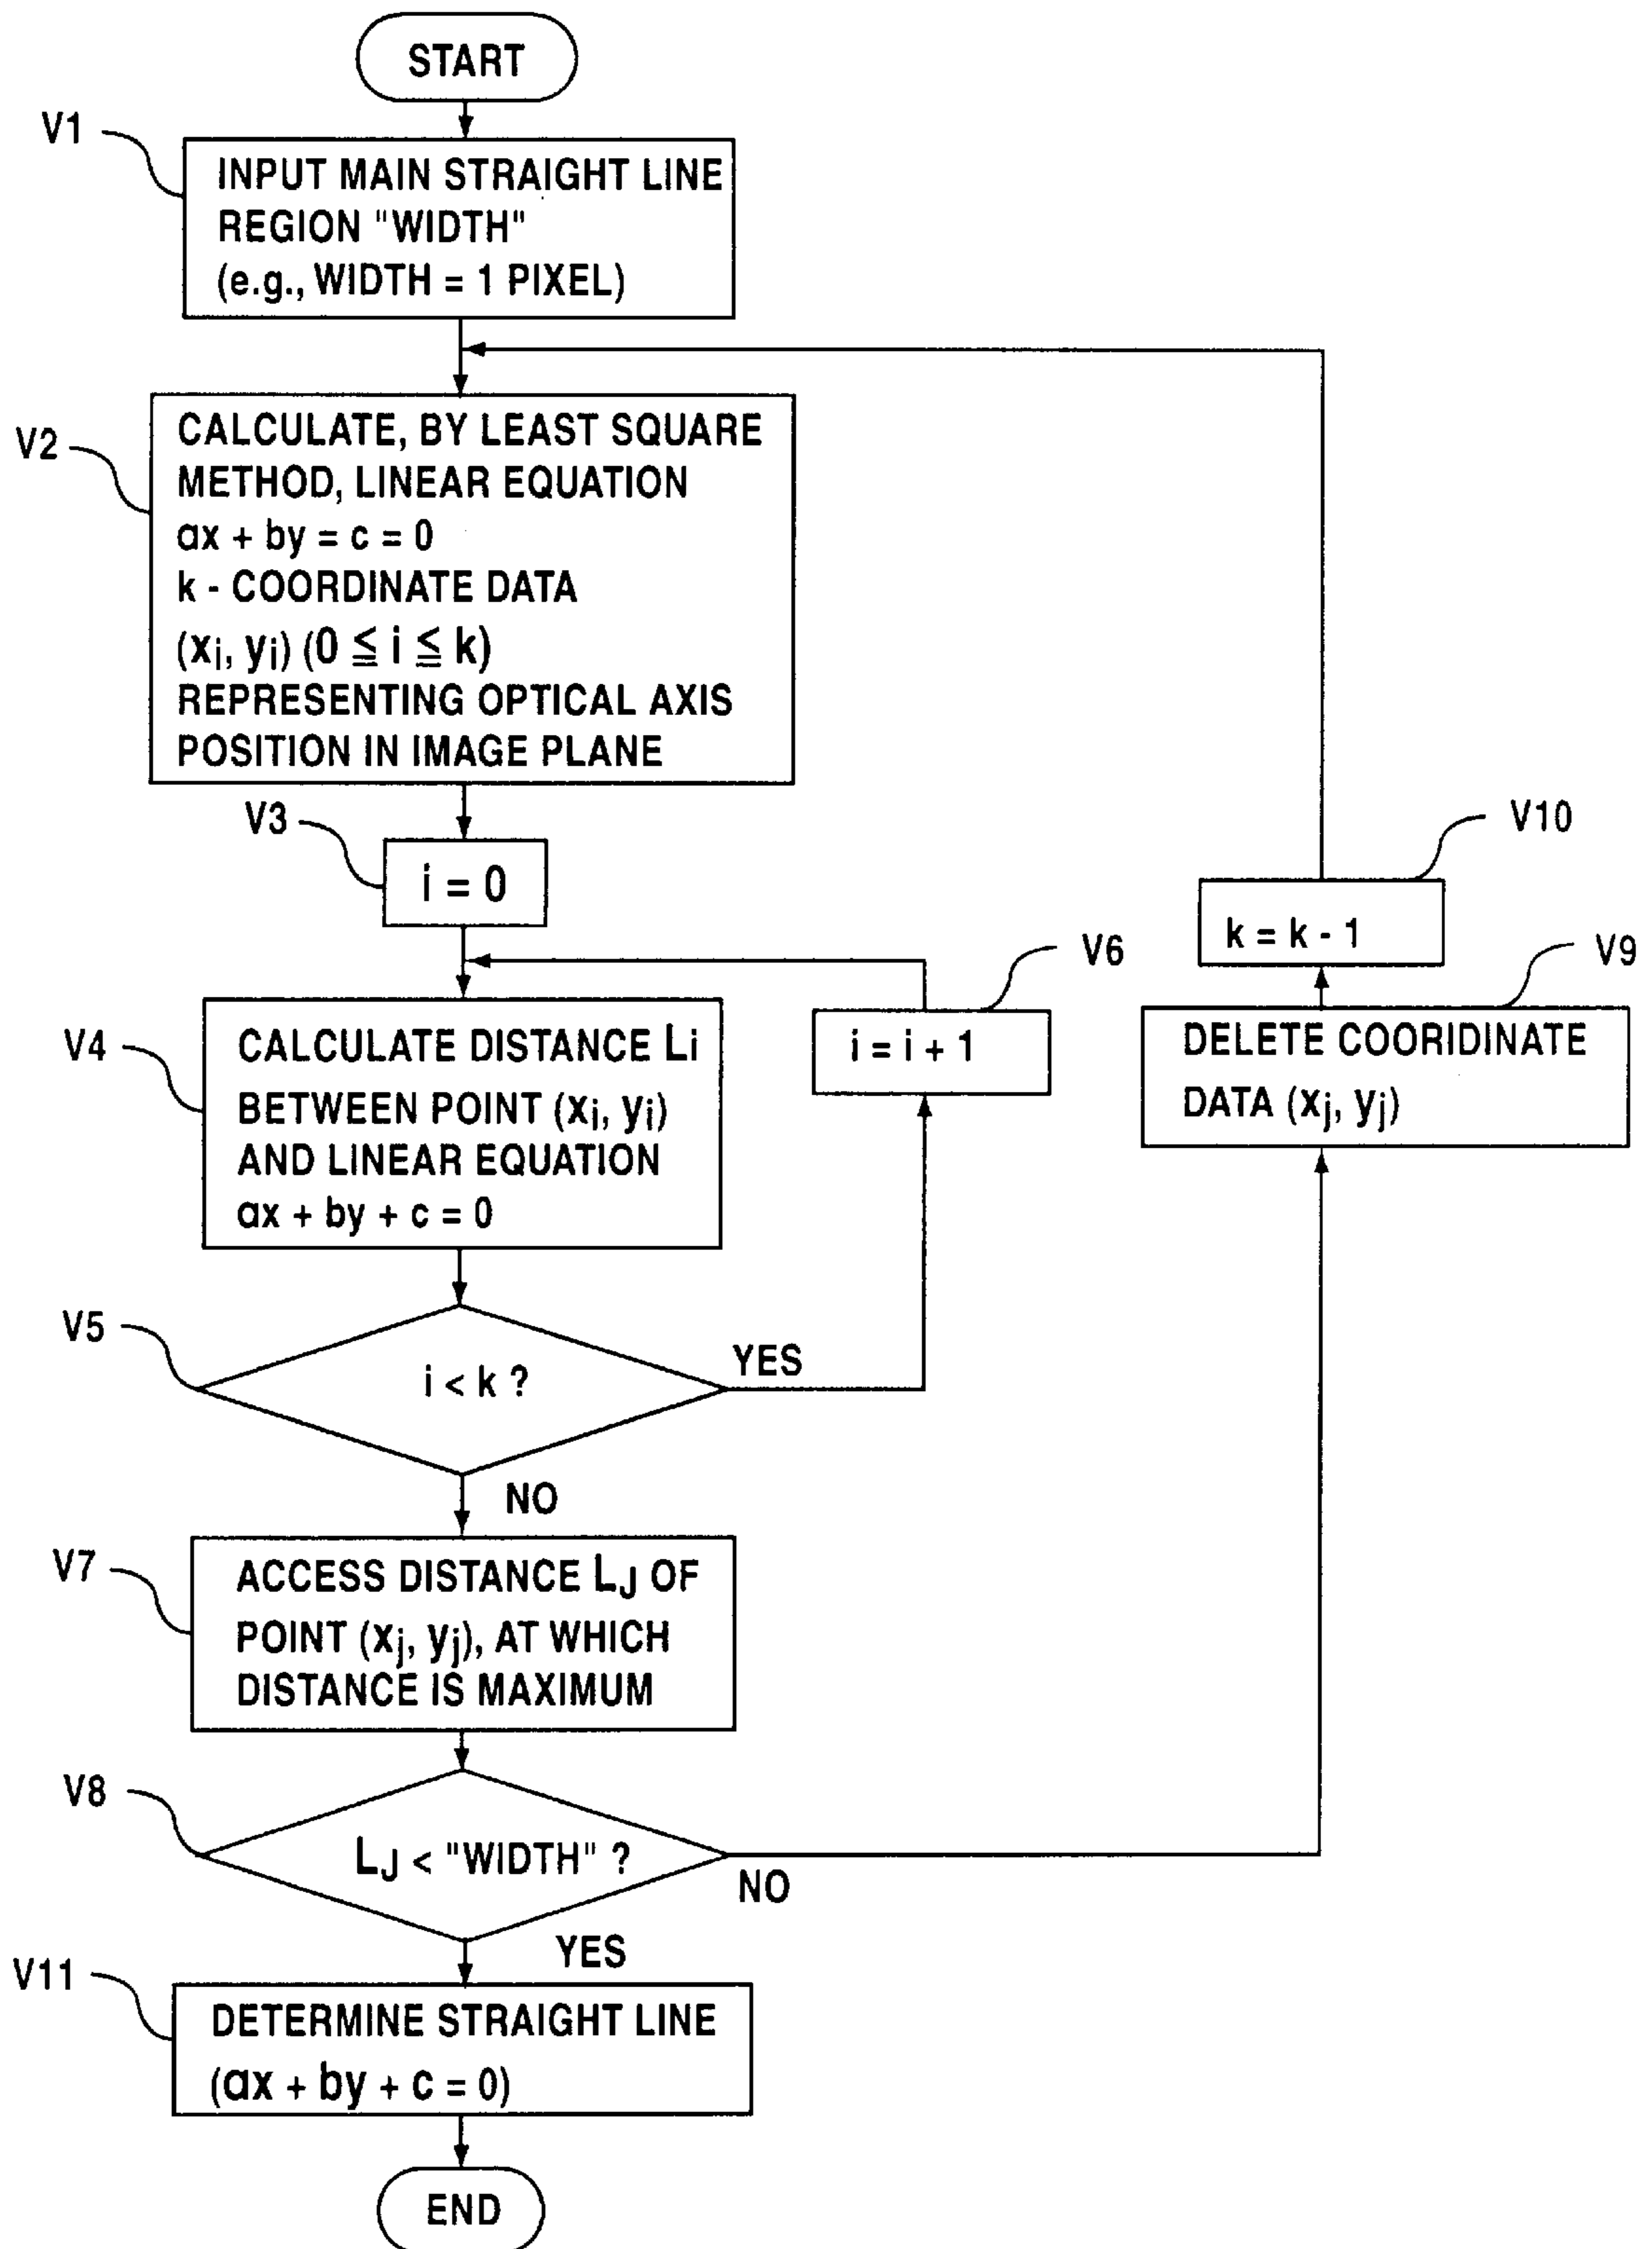 START
V1
INPUT MAIN STRAIGHT LINE
REGION "WIDTH"
(e.g., WIDTH = 1 PIXEL)
V2
CALCULATE, BY LEAST SQUARE
METHOD, LINEAR EQUATION
ax + by = c = 0
k - COORDINATE DATA
(xi, yi) (0 ≦ i ≦ k)
REPRESENTING OPTICAL AXIS
POSITION IN IMAGE PLANE
V3
i = 0
V4
CALCULATE DISTANCE Li
BETWEEN POINT (xi, yi)
AND LINEAR EQUATION
ax + by + c = 0
V5
i < k ?
YES
V6
i = i + 1
NO
V7
ACCESS DISTANCE LJ OF
POINT (xj, yj), AT WHICH
DISTANCE IS MAXIMUM
V8
LJ < "WIDTH" ?
NO
V9
DELETE COORIDINATE
DATA (xj, yj)
V10
k = k - 1
YES
V11
DETERMINE STRAIGHT LINE
(ax + by + c = 0)
END